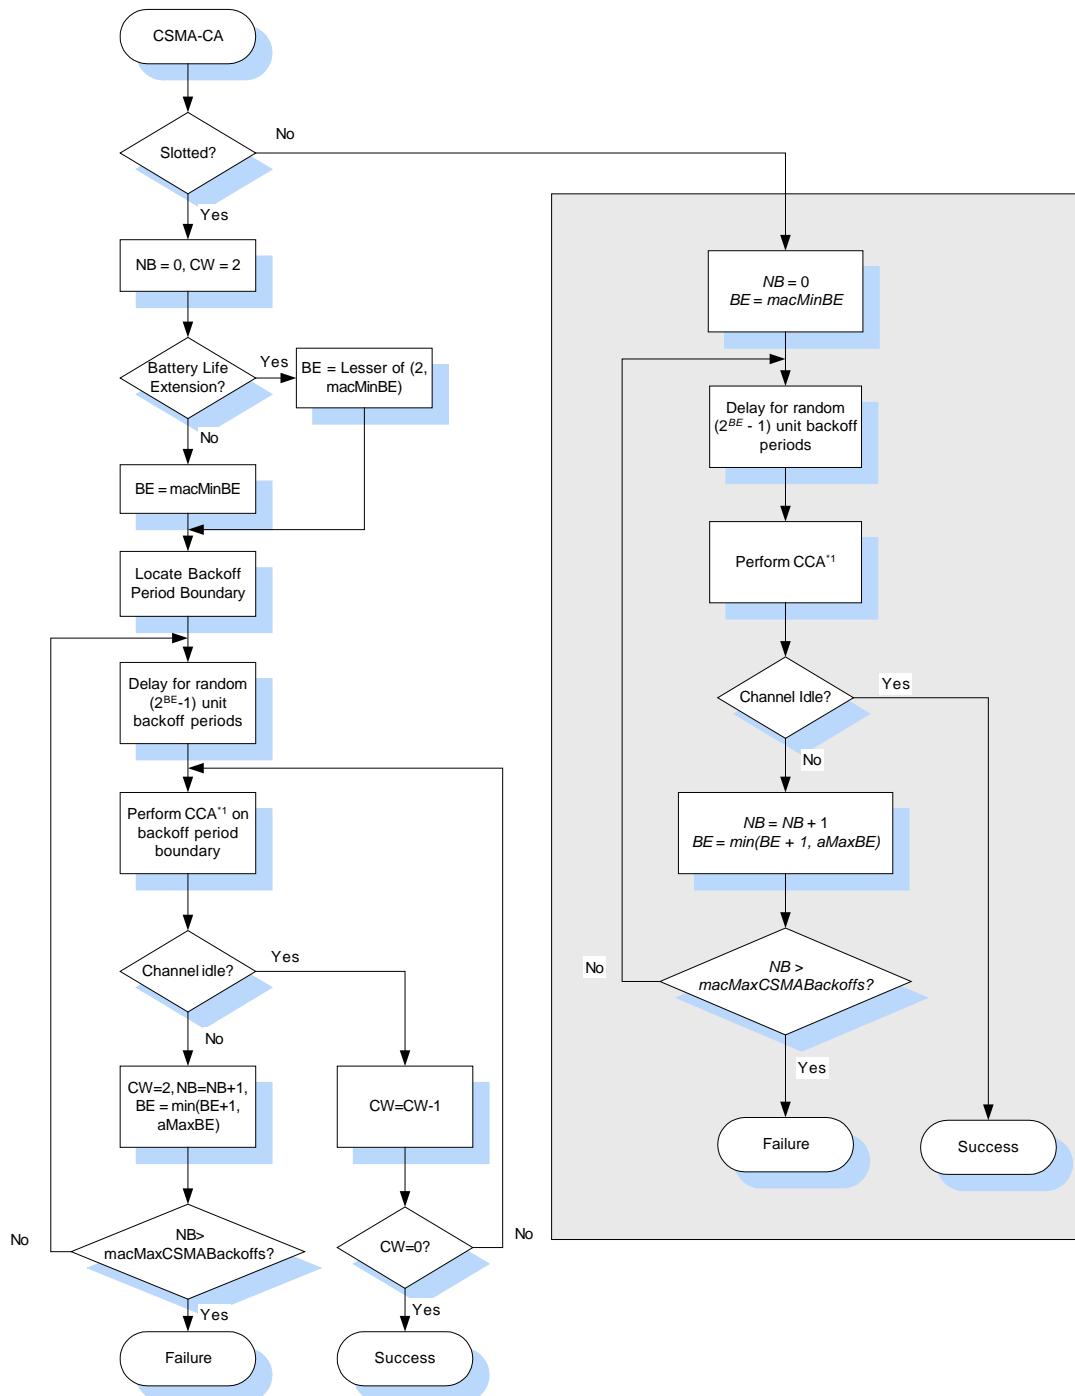 CSMA-CA
Slotted?
No
Yes
NB = 0, CW = 2
Battery Life
Extension?
Yes
BE = Lesser of (2,
macMinBE)
No
BE = macMinBE
Locate Backoff
Period Boundary
Delay for random
(2^BE-1) unit
backoff periods
Perform CCA*1 on
backoff period
boundary
Channel idle?
Yes
No
CW=2, NB=NB+1,
BE = min(BE+1,
aMaxBE)
CW=CW-1
NB>
macMaxCSMABackoffs?
No
Yes
CW=0?
No
Yes
Failure
Success
NB = 0
BE = macMinBE
Delay for random
(2^BE - 1) unit backoff
periods
Perform CCA*1
Channel Idle?
Yes
No
NB = NB + 1
BE = min(BE + 1, aMaxBE)
NB >
macMaxCSMABackoffs?
No
Yes
Failure
Success